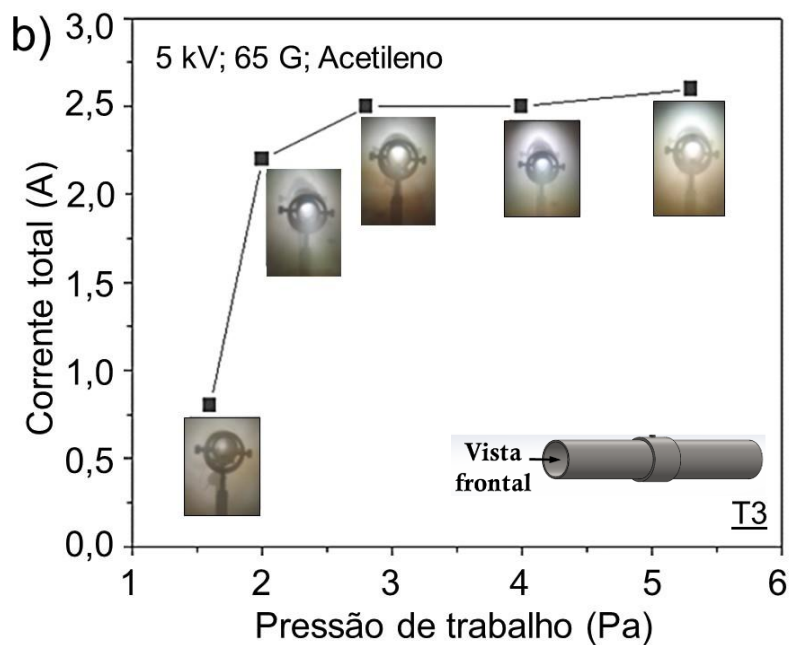 b)
5 kV; 65 G; Acetileno
3,0
2,5
2,0
1,5
1,0
0,5
0,0
Corrente total (A)
Vista
frontal
T3
1 2 3 4 5 6
Pressão de trabalho (Pa)